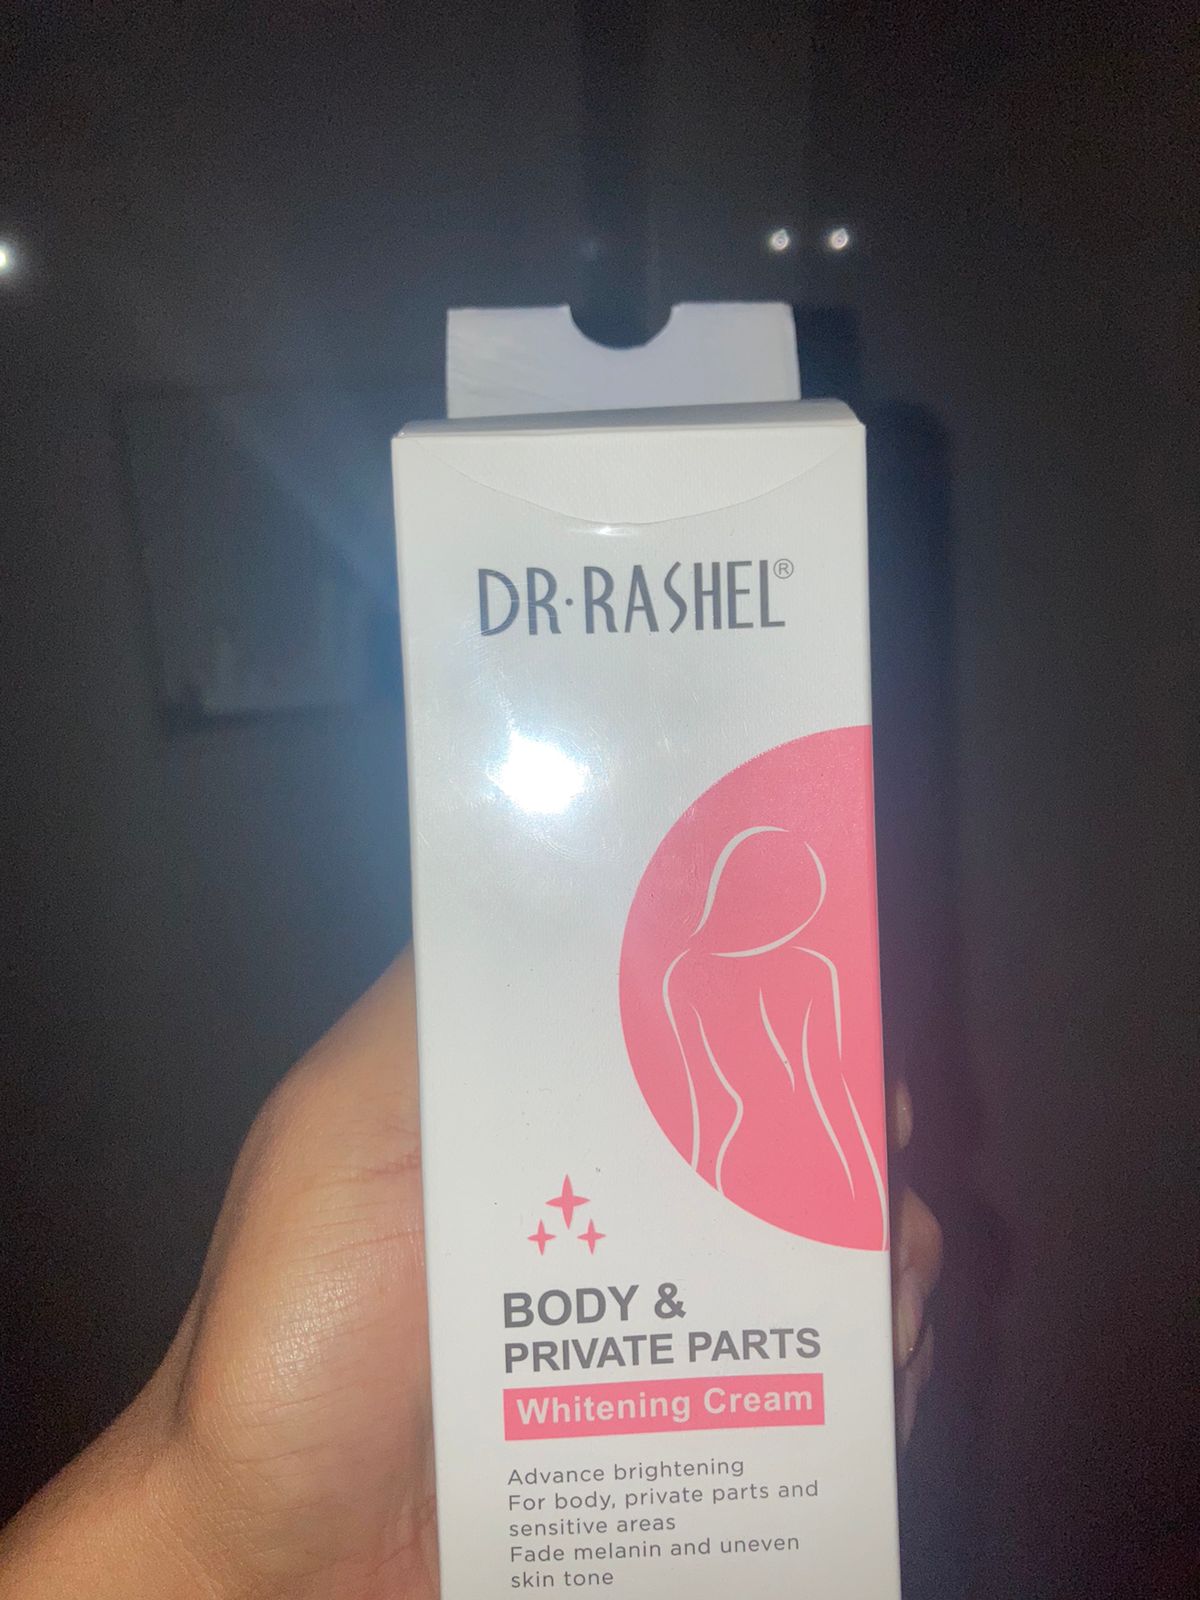 DR·RASHEL®
BODY &
PRIVATE PARTS
Whitening Cream
Advance brightening
For body, private parts and
sensitive areas
Fade melanin and uneven
skin tone